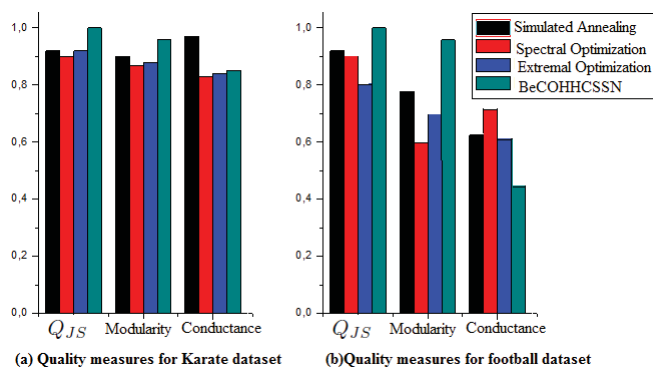 1,0
0,8
0,6
0,4
0,2
0,0
Q_JS Modularity Conductance
(a) Quality measures for Karate dataset
1,0
0,8
0,6
0,4
0,2
0,0
Simulated Annealing
Spectral Optimization
Extremal Optimization
BeCOHHCSSN
Q_JS Modularity Conductance
(b)Quality measures for football dataset